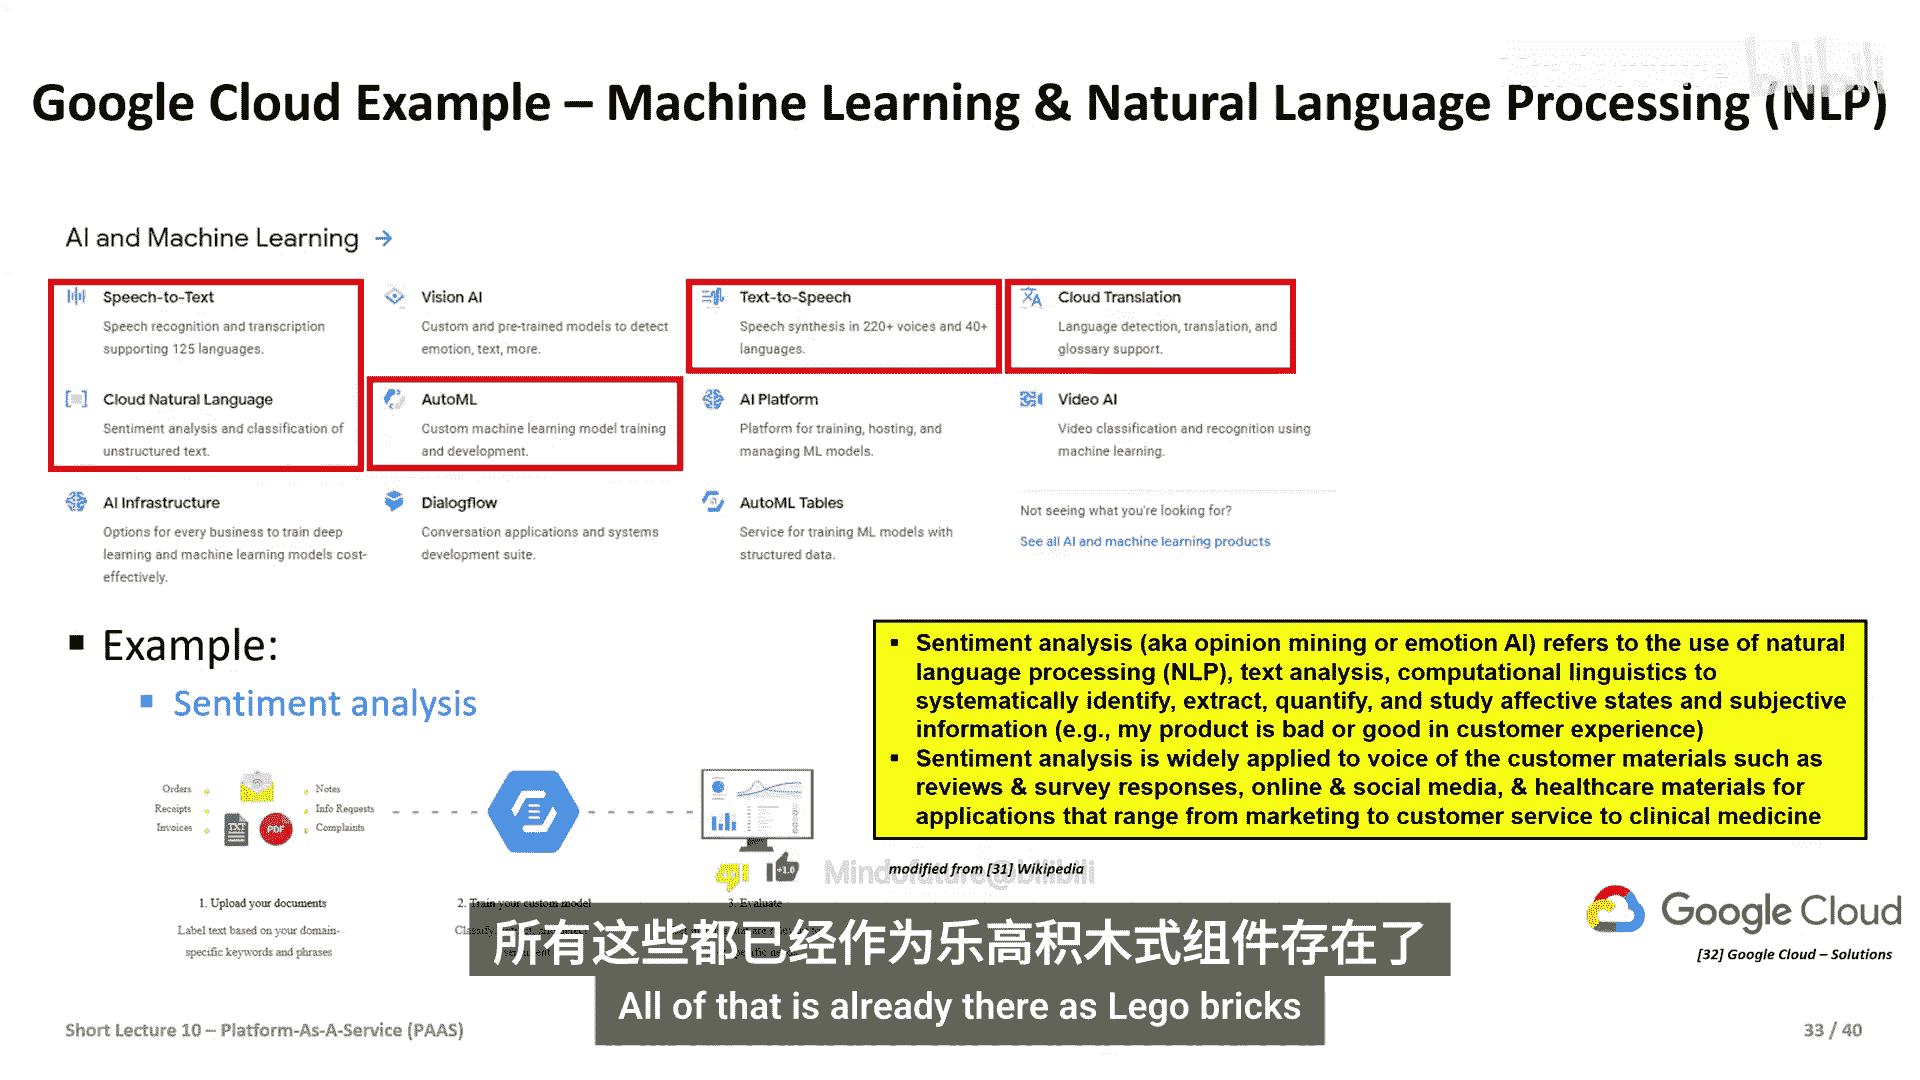 bilibili
Google Cloud Example – Machine Learning & Natural Language Processing (NLP)
AI and Machine Learning →
Speech-to-Text
Speech recognition and transcription
supporting 125 languages.
Vision AI
Custom and pre-trained models to detect
emotion, text, more.
Text-to-Speech
Speech synthesis in 220+ voices and 40+
languages.
Cloud Translation
Language detection, translation, and
glossary support.
Cloud Natural Language
Sentiment analysis and classification of
unstructured text.
AutoML
Custom machine learning model training
and development.
AI Platform
Platform for training, hosting, and
managing ML models.
Video AI
Video classification and recognition using
machine learning.
AI Infrastructure
Options for every business to train deep
learning and machine learning models cost-
effectively.
Dialogflow
Conversation applications and systems
development suite.
AutoML Tables
Service for training ML models with
structured data.
Not seeing what you're looking for?
See all AI and machine learning products
▪ Example:
▪ Sentiment analysis
▪ Sentiment analysis (aka opinion mining or emotion AI) refers to the use of natural
language processing (NLP), text analysis, computational linguistics to
systematically identify, extract, quantify, and study affective states and subjective
information (e.g., my product is bad or good in customer experience)
▪ Sentiment analysis is widely applied to voice of the customer materials such as
reviews & survey responses, online & social media, & healthcare materials for
applications that range from marketing to customer service to clinical medicine
Orders
Receipts
Invoices
TXT
PDF
Notes
Info Requests
Complaints
+1.0
Mindofuture@bilibili
modified from [31] Wikipedia
1. Upload your documents
Label text based on your domain-
specific keywords and phrases
2. Train your custom model
3. Evaluate
Google Cloud
[32] Google Cloud – Solutions
所有这些都已经作为乐高积木式组件存在了
All of that is already there as Lego bricks
Short Lecture 10 – Platform-As-A-Service (PAAS)
33 / 40